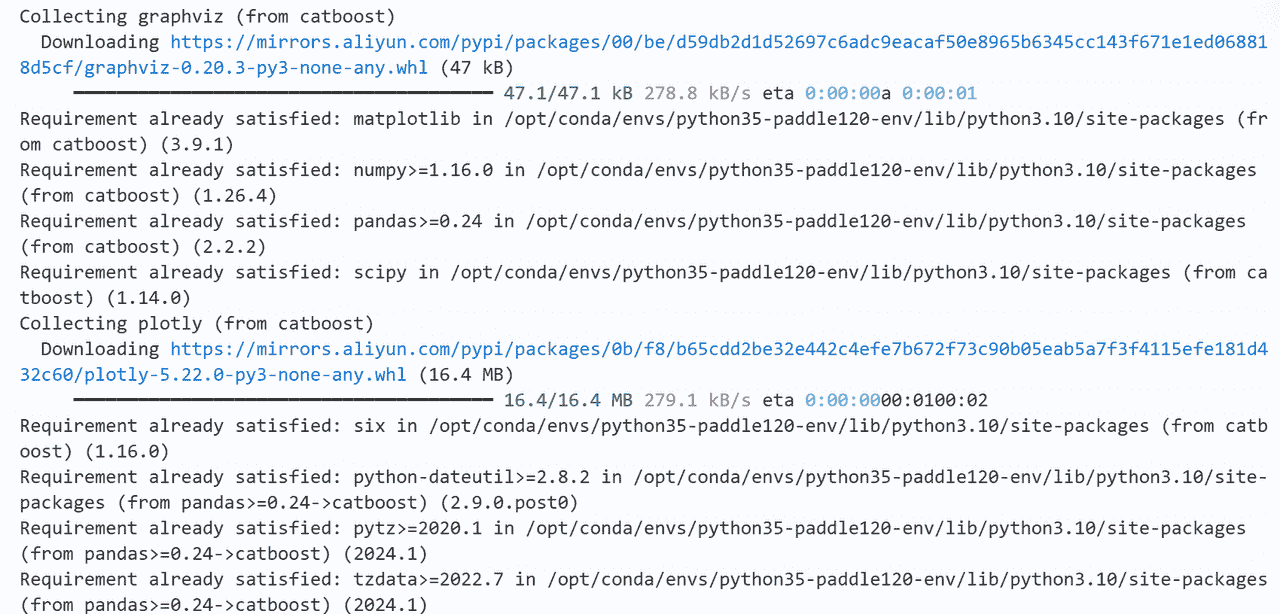 Collecting graphviz (from catboost)
  Downloading https://mirrors.aliyun.com/pypi/packages/00/be/d59db2d1d52697c6adc9eacaf50e8965b6345cc143f671e1ed06881
8d5cf/graphviz-0.20.3-py3-none-any.whl (47 kB)
     ━━━━━━━━━━━━━━━━━━━━━━━━━━━━━━━━━━━━━━━━ 47.1/47.1 kB 278.8 kB/s eta 0:00:00a 0:00:01
Requirement already satisfied: matplotlib in /opt/conda/envs/python35-paddle120-env/lib/python3.10/site-packages (fr
om catboost) (3.9.1)
Requirement already satisfied: numpy>=1.16.0 in /opt/conda/envs/python35-paddle120-env/lib/python3.10/site-packages
(from catboost) (1.26.4)
Requirement already satisfied: pandas>=0.24 in /opt/conda/envs/python35-paddle120-env/lib/python3.10/site-packages
(from catboost) (2.2.2)
Requirement already satisfied: scipy in /opt/conda/envs/python35-paddle120-env/lib/python3.10/site-packages (from ca
tboost) (1.14.0)
Collecting plotly (from catboost)
  Downloading https://mirrors.aliyun.com/pypi/packages/0b/f8/b65cdd2be32e442c4efe7b672f73c90b05eab5a7f3f4115efe181d4
32c60/plotly-5.22.0-py3-none-any.whl (16.4 MB)
     ━━━━━━━━━━━━━━━━━━━━━━━━━━━━━━━━━━━━━━━━ 16.4/16.4 MB 279.1 kB/s eta 0:00:0000:0100:02
Requirement already satisfied: six in /opt/conda/envs/python35-paddle120-env/lib/python3.10/site-packages (from catb
oost) (1.16.0)
Requirement already satisfied: python-dateutil>=2.8.2 in /opt/conda/envs/python35-paddle120-env/lib/python3.10/site-
packages (from pandas>=0.24->catboost) (2.9.0.post0)
Requirement already satisfied: pytz>=2020.1 in /opt/conda/envs/python35-paddle120-env/lib/python3.10/site-packages
(from pandas>=0.24->catboost) (2024.1)
Requirement already satisfied: tzdata>=2022.7 in /opt/conda/envs/python35-paddle120-env/lib/python3.10/site-packages
(from pandas>=0.24->catboost) (2024.1)